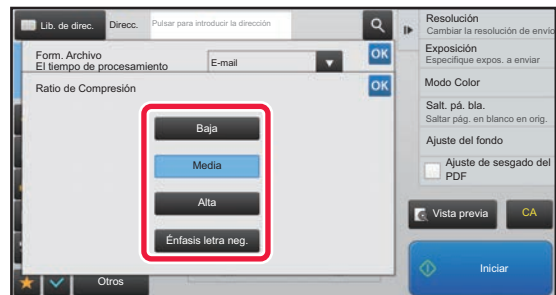 Lib. de direc.
Direcc.
Pulsar para introducir la dirección
Form. Archivo
El tiempo de procesamiento
E-mail
OK
Ratio de Compresión
OK
Baja
Media
Alta
Énfasis letra neg.
Otros
Resolución
Cambiar la resolución de envío
Exposición
Especifique expos. a enviar
Modo Color
Salt. pá. bla.
Saltar pág. en blanco en orig.
Ajuste del fondo
Ajuste de sesgado del
PDF
Vista previa
CA
Iniciar